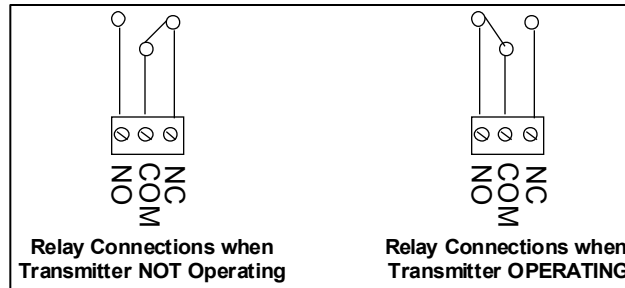 NO COM NC
Relay Connections when
Transmitter NOT Operating
NO COM NC
Relay Connections when
Transmitter OPERATING